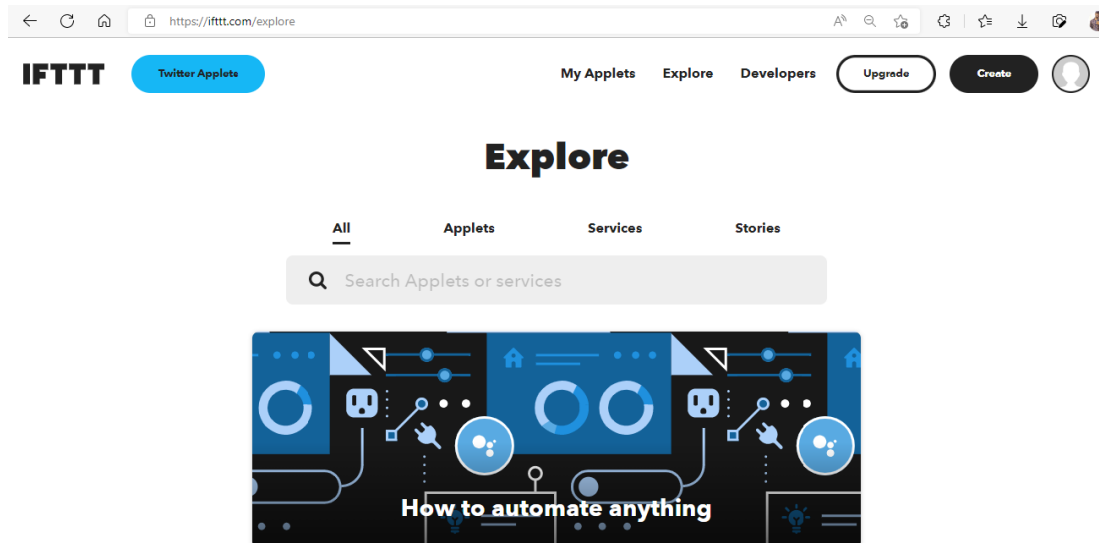 https://ifttt.com/explore
IFTTT Twitter Applets My Applets Explore Developers Upgrade Create
Explore
All Applets Services Stories
Search Applets or services
How to automate anything